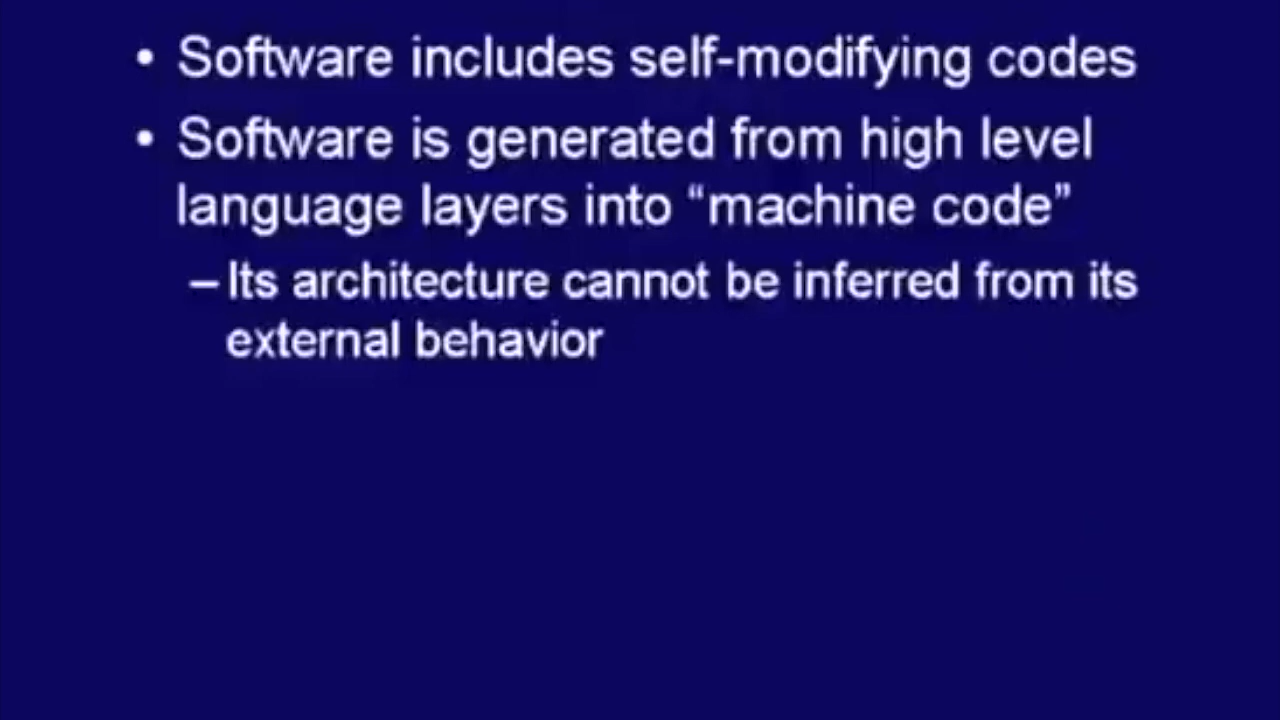 • Software includes self-modifying codes
• Software is generated from high level
language layers into “machine code”
– Its architecture cannot be inferred from its
external behavior